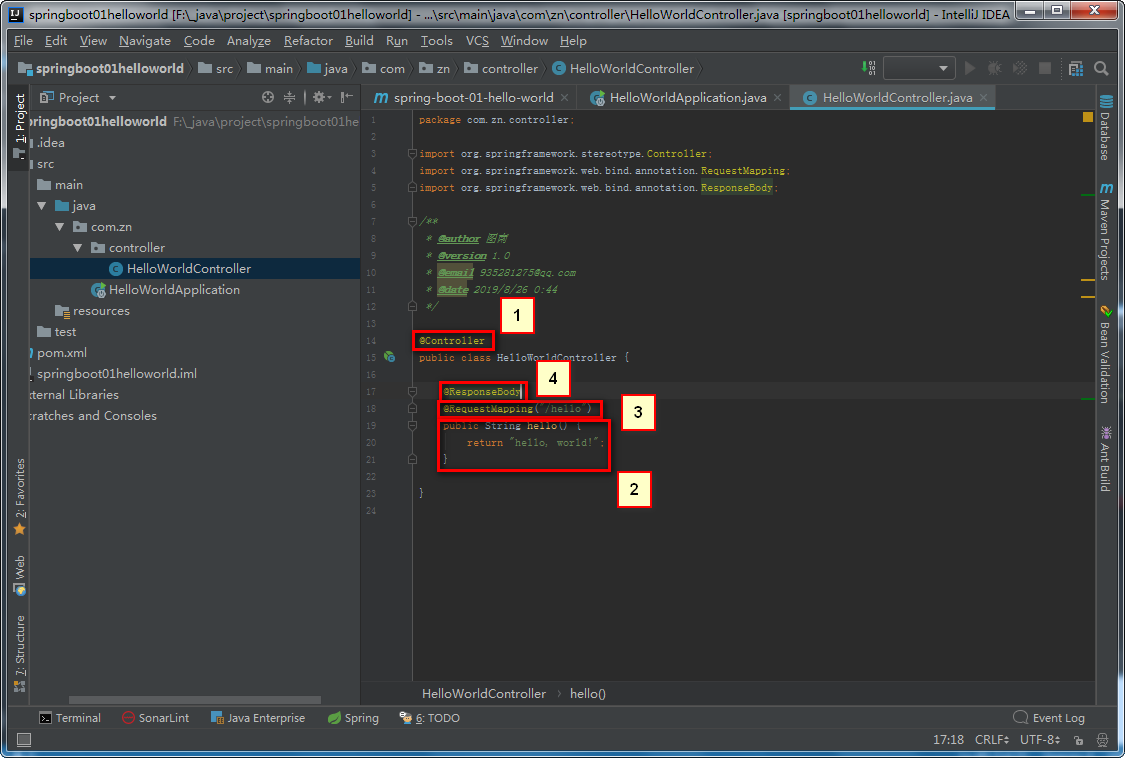 springboot01helloworld [F:\_java\project\springboot01helloworld] - ...\src\main\java\com\zn\controller\HelloWorldController.java [springboot01helloworld] - IntelliJ IDEA
File Edit View Navigate Code Analyze Refactor Build Run Tools VCS Window Help
springboot01helloworld src main java com zn controller HelloWorldController
Project
spring-boot-01-hello-world HelloWorldApplication.java HelloWorldController.java
1: Project
ringboot01helloworld F:\_java\project\springboot01he
.idea
src
main
java
com.zn
controller
HelloWorldController
HelloWorldApplication
resources
test
pom.xml
springboot01helloworld.iml
ternal Libraries
ratches and Consoles
2: Favorites
Web
7: Structure
1 package com.zn.controller;
2
3 import org.springframework.stereotype.Controller;
4 import org.springframework.web.bind.annotation.RequestMapping;
5 import org.springframework.web.bind.annotation.ResponseBody;
6
7 /**
8 * @author
9 * @version 1.0
10 * @email 935281275@qq.com
11 * @date 2019/8/26 0:44
12 */
13
1
14 @Controller
15 public class HelloWorldController {
16
4
17 @ResponseBody
18 @RequestMapping("/hello")
3
19 public String hello() {
20 return "hello, world!";
21 }
2
22
23 }
24
Database
Maven Projects
Bean Validation
Ant Build
HelloWorldController hello()
Terminal SonarLint Java Enterprise Spring 6: TODO Event Log
17:18 CRLF UTF-8